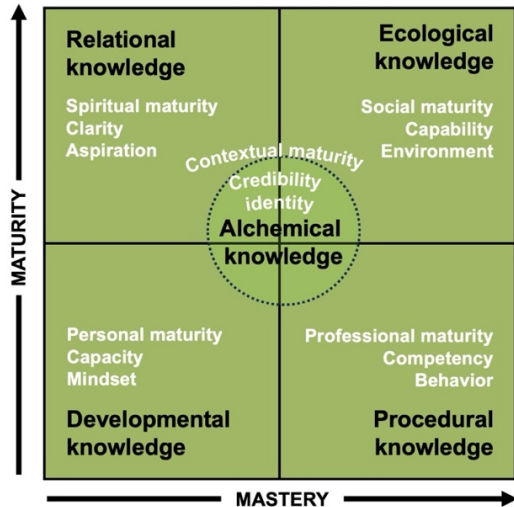 Relational
knowledge
Spiritual maturity
Clarity
Aspiration
Ecological
knowledge
Social maturity
Capability
Environment
Contextual maturity
Credibility
identity
Alchemical
knowledge
Personal maturity
Capacity
Mindset
Developmental
knowledge
Professional maturity
Competency
Behavior
Procedural
knowledge
MATURITY
MASTERY